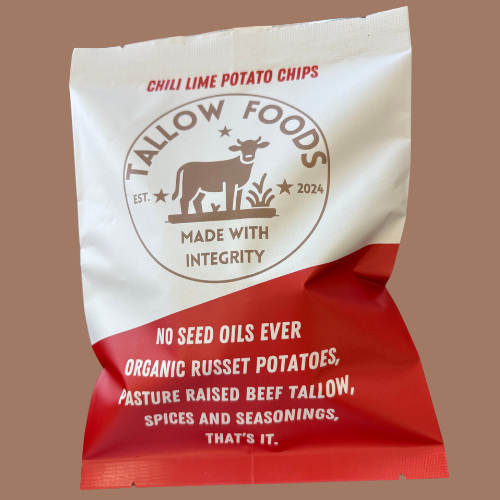 CHILI LIME POTATO CHIPS
TALLOW FOODS
EST. 2024
MADE WITH
INTEGRITY
NO SEED OILS EVER
ORGANIC RUSSET POTATOES,
PASTURE RAISED BEEF TALLOW,
SPICES AND SEASONINGS,
THAT'S IT.